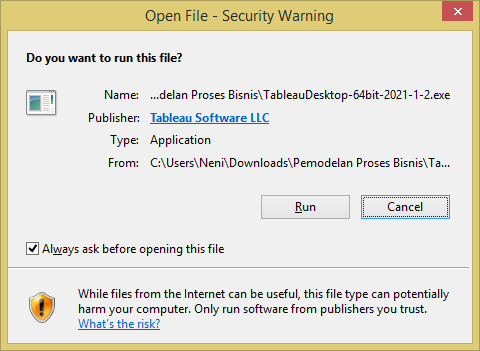 Open File - Security Warning
Do you want to run this file?
Name: ...delan Proses Bisnis\TableauDesktop-64bit-2021-1-2.exe
Publisher: Tableau Software LLC
Type: Application
From: C:\Users\Neni\Downloads\Pemodelan Proses Bisnis\Ta...
Run Cancel
Always ask before opening this file
While files from the Internet can be useful, this file type can potentially
harm your computer. Only run software from publishers you trust.
What's the risk?